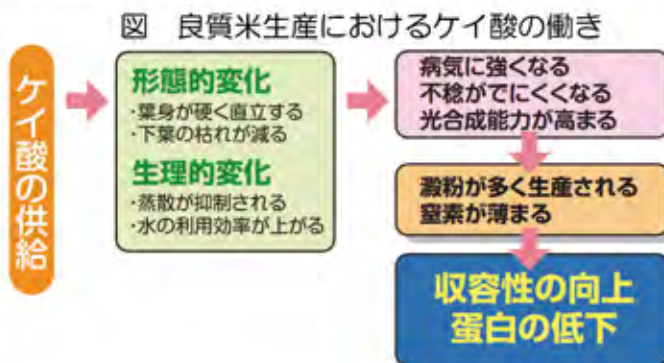 図 良質米生産におけるケイ酸の働き
ケイ酸の供給
形態的変化
・葉身が硬く直立する
・下葉の枯れが減る
生理的変化
・蒸散が抑制される
・水の利用効率が上がる
病気に強くなる
不稔がでにくくなる
光合成能力が高まる
澱粉が多く生産される
窒素が薄まる
収容性の向上
蛋白の低下